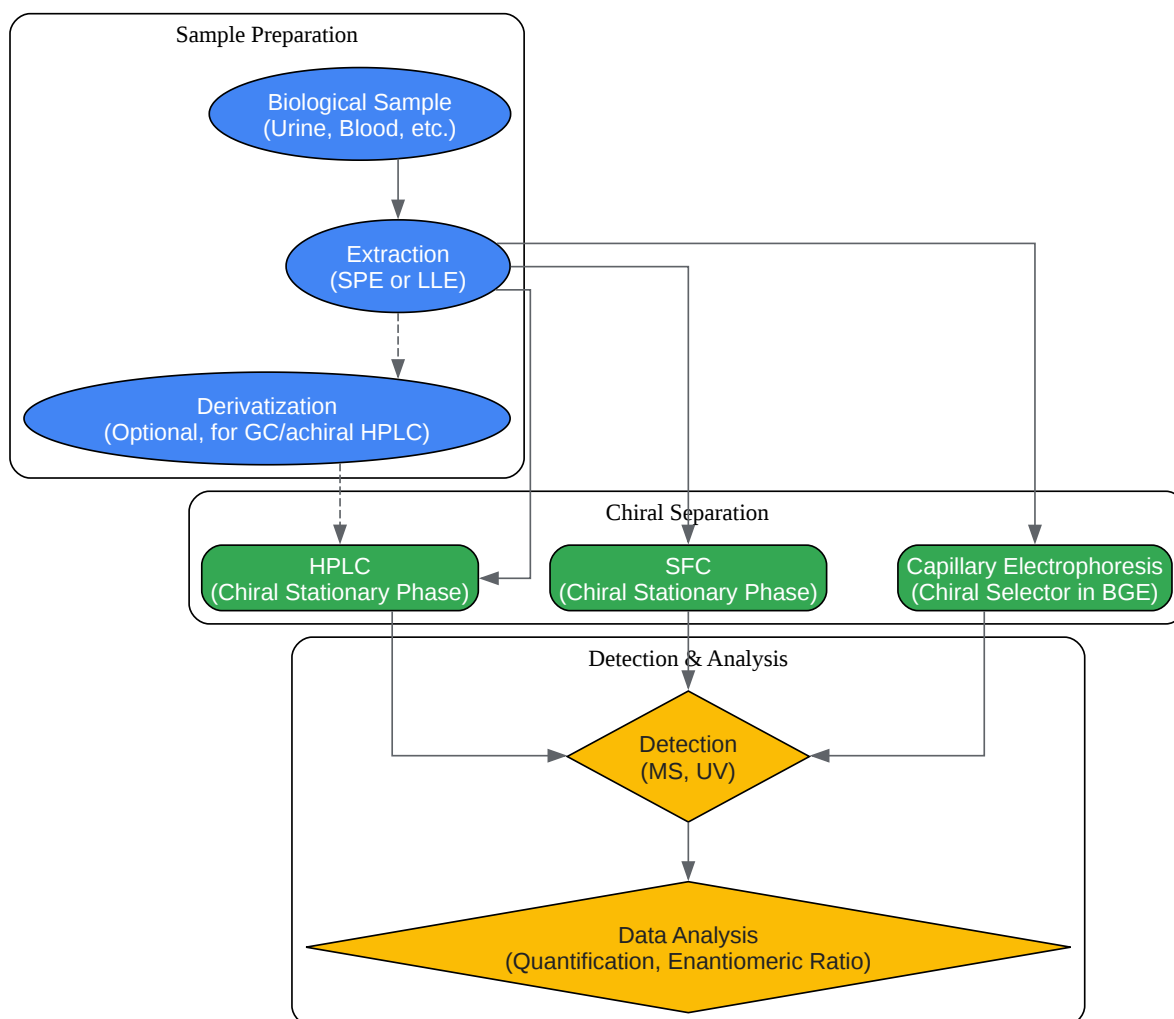 Sample Preparation
Biological Sample
(Urine, Blood, etc.)
Extraction
(SPE or LLE)
Derivatization
(Optional, for GC/achiral HPLC)
Chiral Separation
HPLC
(Chiral Stationary Phase)
SFC
(Chiral Stationary Phase)
Capillary Electrophoresis
(Chiral Selector in BGE)
Detection & Analysis
Detection
(MS, UV)
Data Analysis
(Quantification, Enantiomeric Ratio)